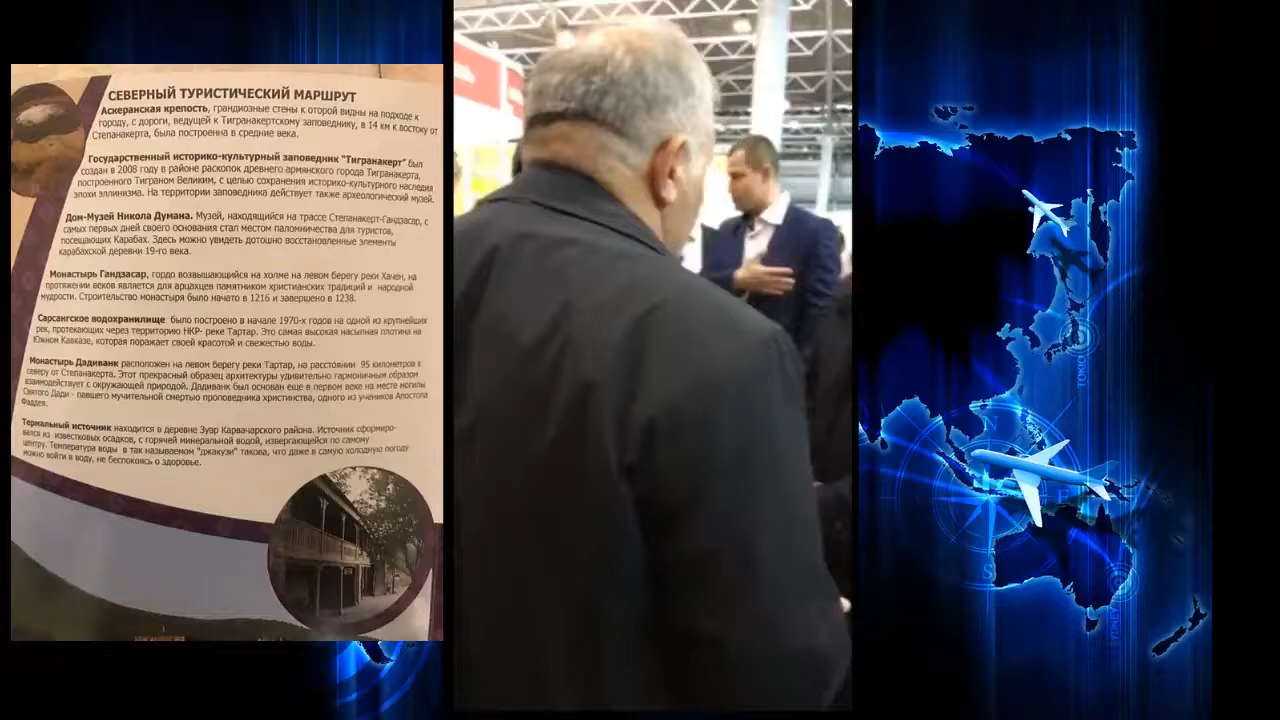 СЕВЕРНЫЙ ТУРИСТИЧЕСКИЙ МАРШРУТ
Аскеранская крепость, грандиозные стены к оторой видны на подходе к
городу, с дороги, ведущей к Тигранакертскому заповеднику, в 14 км к востоку от
Степанакерта, была построенна в средние века.
Государственный историко-культурный заповедник "Тигранакерт" был
создан в 2008 году в районе раскопок древнего армянского города Тигранакерта,
построенного Тиграном Великим, с целью сохранения историко-культурного наследия
эпохи эллинизма. На территории заповедника действует также археологический музей.
Дом-Музей Никола Думана. Музей, находящийся на трассе Степанакерт-Гандзасар, с
самых первых дней своего основания стал местом паломничества для туристов,
посещающих Карабах. Здесь можно увидеть дотошно восстановленные элементы
карабахской деревни 19-го века.
Монастырь Гандзасар, гордо возвышающийся на холме на левом берегу реки Хачен, на
протяжении веков является для арцахцев памятником христианских традиций и народной
мудрости. Строительство монастыря было начато в 1216 и завершено в 1238.
Сарсангское водохранилище было построено в начале 1970-х годов на одной из крупнейших
рек, протекающих через территорию НКР- реке Тартар. Это самая высокая насыпная плотина на
Южном Кавказе, которая поражает своей красотой и свежестью воды.
Монастырь Дадиванк расположен на левом берегу реки Тартар, на расстоянии 95 километров к
северу от Степанакерта. Этот прекрасный образец архитектуры удивительно гармоничным образом
взаимодействует с окружающей природой. Дадиванк был основан еще в первом веке на месте могилы
Святого Дади - павшего мучительной смертью проповедника христинства, одного из учеников Апостола
Фаддея.
Термальный источник находится в деревне Зуар Карвачарского района. Источник сформиро-
вался из известковых осадков, с горячей минеральной водой, извергающейся по самому
центру. Температура воды в так называемом "джакузи" такова, что даже в самую холодную погоду
можно войти в воду, не беспокоясь о здоровье.
TOKIO
N
E
S
SYDNEY